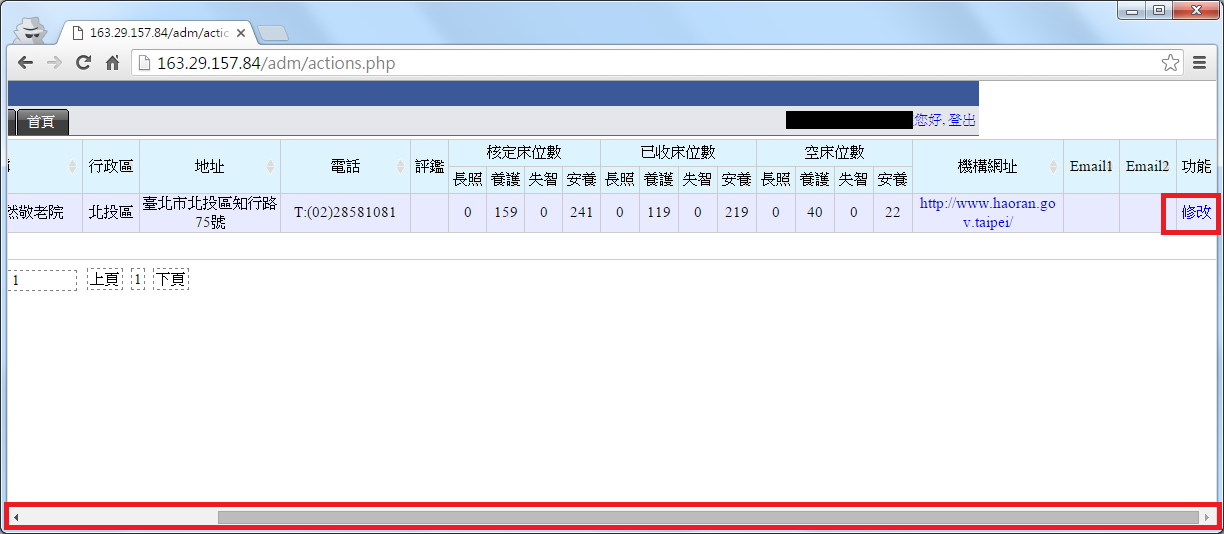 163.29.157.84/adm/actic
163.29.157.84/adm/actions.php
首頁
您好, 登出
行政區 地址 電話 評鑑 核定床位數 已收床位數 空床位數 機構網址 Email1 Email2 功能
長照 養護 失智 安養 長照 養護 失智 安養 長照 養護 失智 安養
然敬老院 北投區 臺北市北投區知行路 T:(02)28581081 0 159 0 241 0 119 0 219 0 40 0 22 http://www.haoran.go 修改
75號 v.taipei/
1 上頁 1 下頁